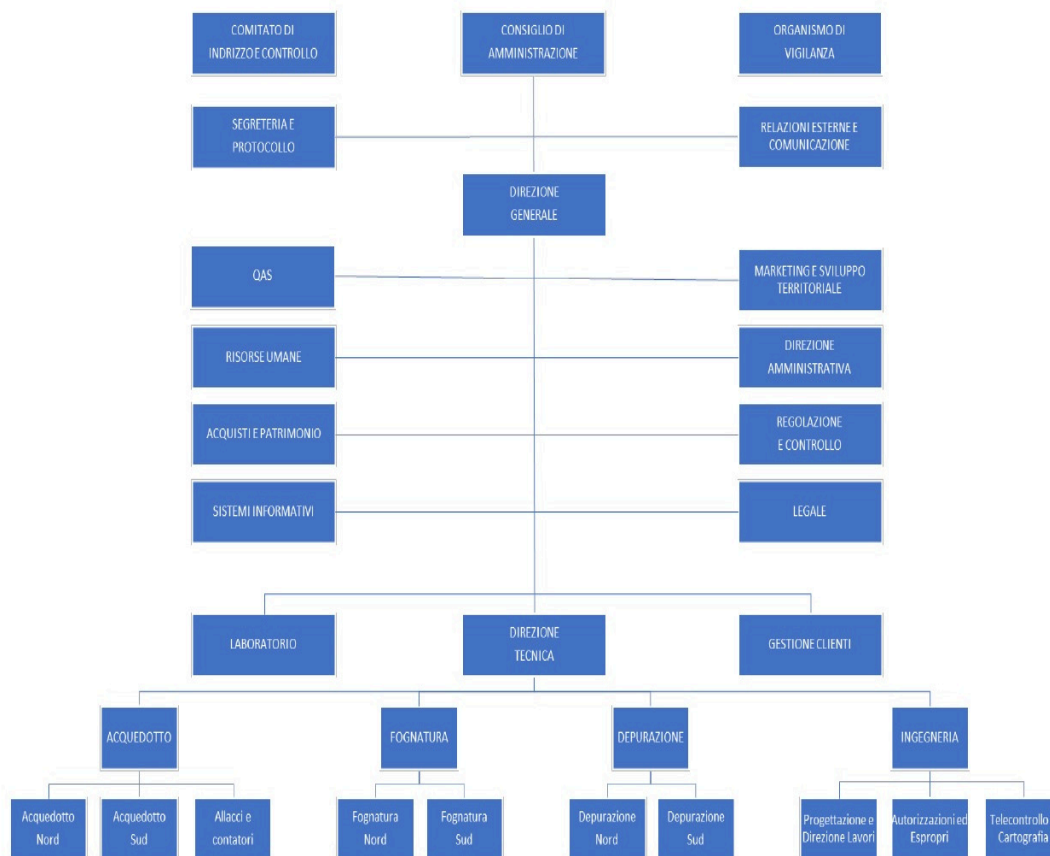 COMITATO DI
INDRIZZO E CONTROLLO
CONSIGLIO DI
AMMINISTRAZIONE
ORGANISMO DI
VIGILANZA
SEGRETERIA E
PROTOCOLLO
RELAZIONI ESTERNE E
COMUNICAZIONE
DIREZIONE
GENERALE
QAS
MARKETING E SVILUPPO
TERRITORIALE
RISORSE UMANE
DIREZIONE
AMMINISTRATIVA
ACQUISTI E PATRIMONIO
REGOLAZIONE
E CONTROLLO
SISTEMI INFORMATIVI
LEGALE
LABORATORIO
DIREZIONE
TECNICA
GESTIONE CLIENTI
ACQUEDOTTO
FOGNATURA
DEPURAZIONE
INGEGNERIA
Acquedotto
Nord
Acquedotto
Sud
Allacci e
contatori
Fognatura
Nord
Fognatura
Sud
Depurazione
Nord
Depurazione
Sud
Progettazione e
Direzione Lavori
Autorizzazioni ed
Espropri
Telecontrollo
Cartografia